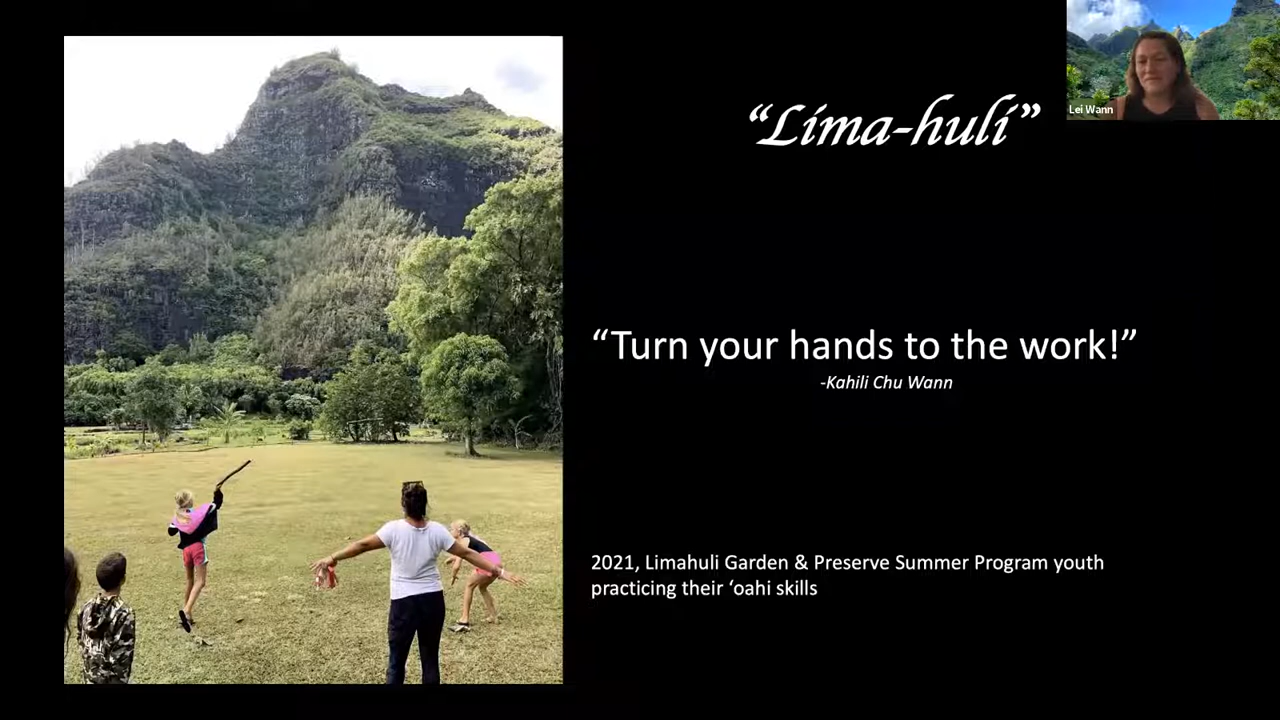 “Lima-huli”
Lei Wann
“Turn your hands to the work!”
-Kahili Chu Wann
2021, Limahuli Garden & Preserve Summer Program youth
practicing their ‘oahi skills